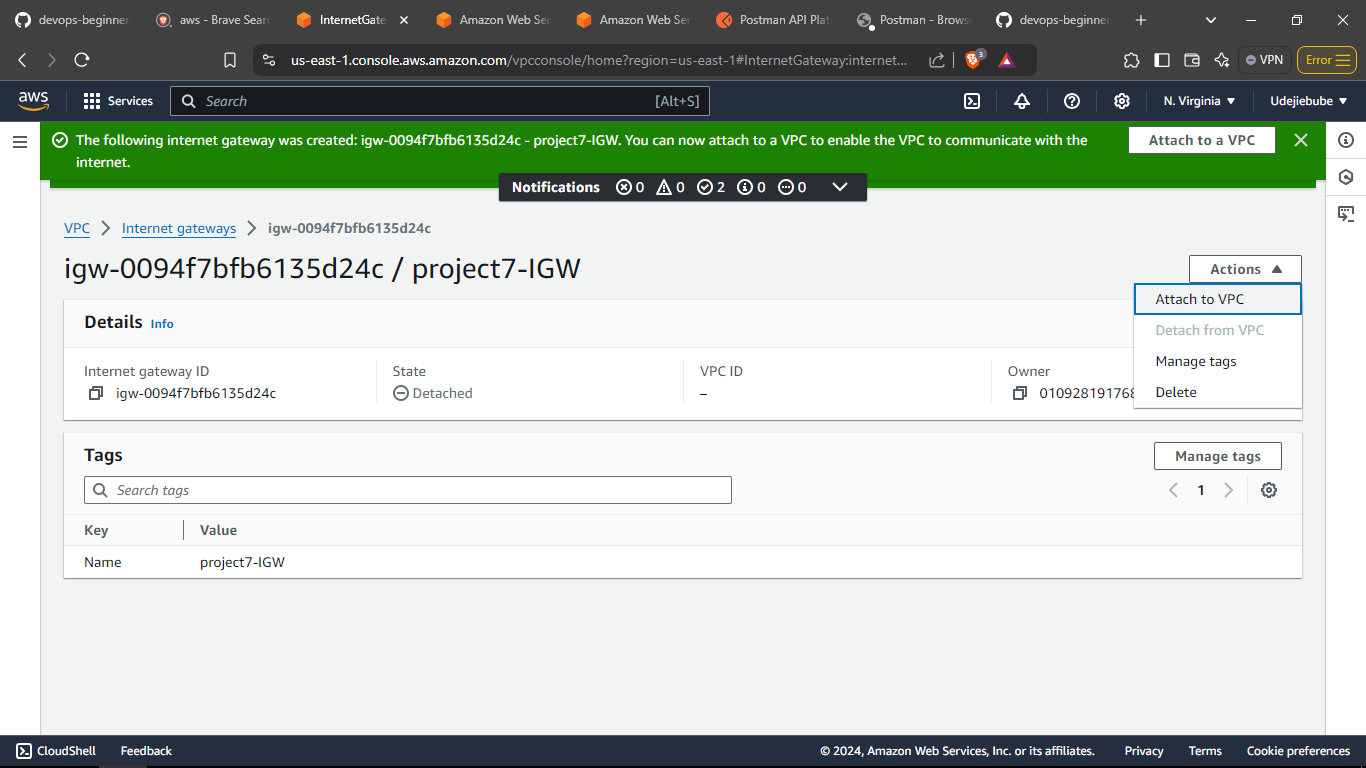 devops-beginner
aws - Brave Sear
InternetGate
Amazon Web Ser
Amazon Web Ser
Postman API Plat
Postman - Brows
devops-beginner
us-east-1.console.aws.amazon.com/vpcconsole/home?region=us-east-1#InternetGateway:internet...
3
VPN
Error
aws
Services
Search
[Alt+S]
N. Virginia
Udejiebube
The following internet gateway was created: igw-0094f7bfb6135d24c - project7-IGW. You can now attach to a VPC to enable the VPC to communicate with the
internet.
Attach to a VPC
Notifications 0 0 2 0 0
VPC
Internet gateways
igw-0094f7bfb6135d24c
igw-0094f7bfb6135d24c / project7-IGW
Actions
Attach to VPC
Detach from VPC
Manage tags
Delete
Details Info
Internet gateway ID
igw-0094f7bfb6135d24c
State
Detached
VPC ID
–
Owner
010928191768
Tags
Manage tags
Search tags
1
Key
Value
Name
project7-IGW
CloudShell
Feedback
© 2024, Amazon Web Services, Inc. or its affiliates.
Privacy
Terms
Cookie preferences